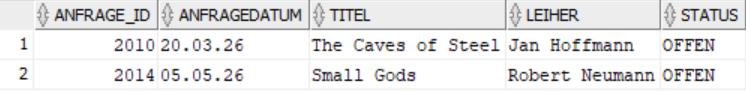 ANFRAGE_ID ANFRAGEDATUM TITEL LEIHER STATUS
1 2010 20.03.26 The Caves of Steel Jan Hoffmann OFFEN
2 2014 05.05.26 Small Gods Robert Neumann OFFEN